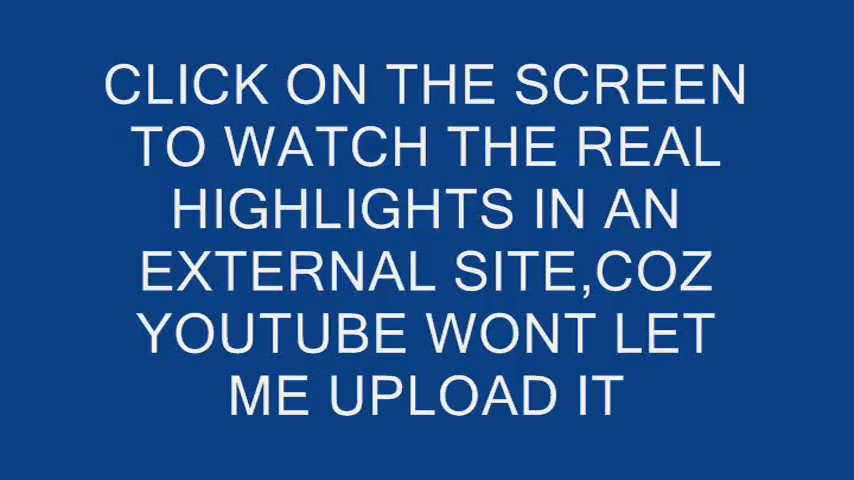 CLICK ON THE SCREEN
TO WATCH THE REAL
HIGHLIGHTS IN AN
EXTERNAL SITE,COZ
YOUTUBE WONT LET
ME UPLOAD IT